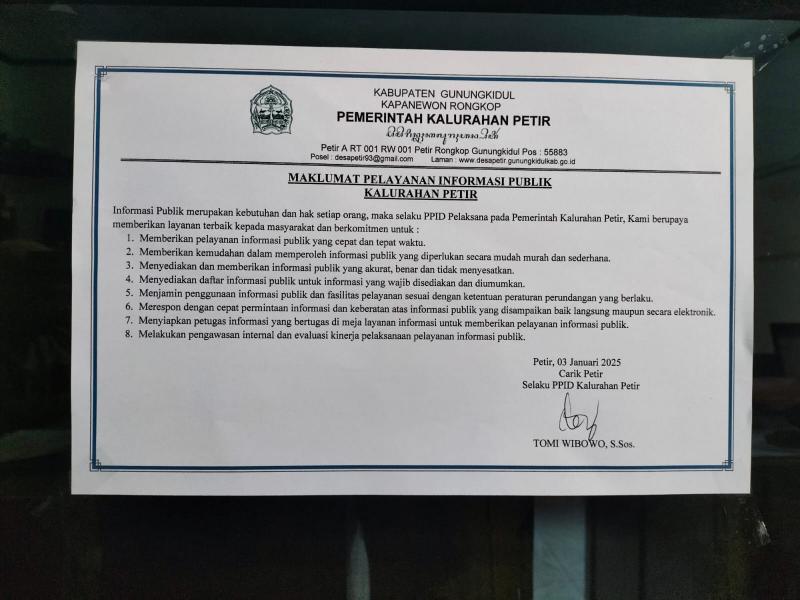 KABUPATEN GUNUNGKIDUL
KAPANEWON RONGKOP
PEMERINTAH KALURAHAN PETIR
Petir A RT 001 RW 001 Petir Rongkop Gunungkidul Pos : 55883
Posel : desapetir93@gmail.com Laman : www.desapetir.gunungkidulkab.go.id
MAKLUMAT PELAYANAN INFORMASI PUBLIK
KALURAHAN PETIR
Informasi Publik merupakan kebutuhan dan hak setiap orang, maka selaku PPID Pelaksana pada Pemerintah Kalurahan Petir, Kami berupaya
memberikan layanan terbaik kepada masyarakat dan berkomitmen untuk :
1. Memberikan pelayanan informasi publik yang cepat dan tepat waktu.
2. Memberikan kemudahan dalam memperoleh informasi publik yang diperlukan secara mudah murah dan sederhana.
3. Menyediakan dan memberikan informasi publik yang akurat, benar dan tidak menyesatkan.
4. Menyediakan daftar informasi publik untuk informasi yang wajib disediakan dan diumumkan.
5. Menjamin penggunaan informasi publik dan fasilitas pelayanan sesuai dengan ketentuan peraturan perundangan yang berlaku.
6. Merespon dengan cepat permintaan informasi dan keberatan atas informasi publik yang disampaikan baik langsung maupun secara elektronik.
7. Menyiapkan petugas informasi yang bertugas di meja layanan informasi untuk memberikan pelayanan informasi publik.
8. Melakukan pengawasan internal dan evaluasi kinerja pelaksanaan pelayanan informasi publik.
Petir, 03 Januari 2025
Carik Petir
Selaku PPID Kalurahan Petir
TOMI WIBOWO, S.Sos.